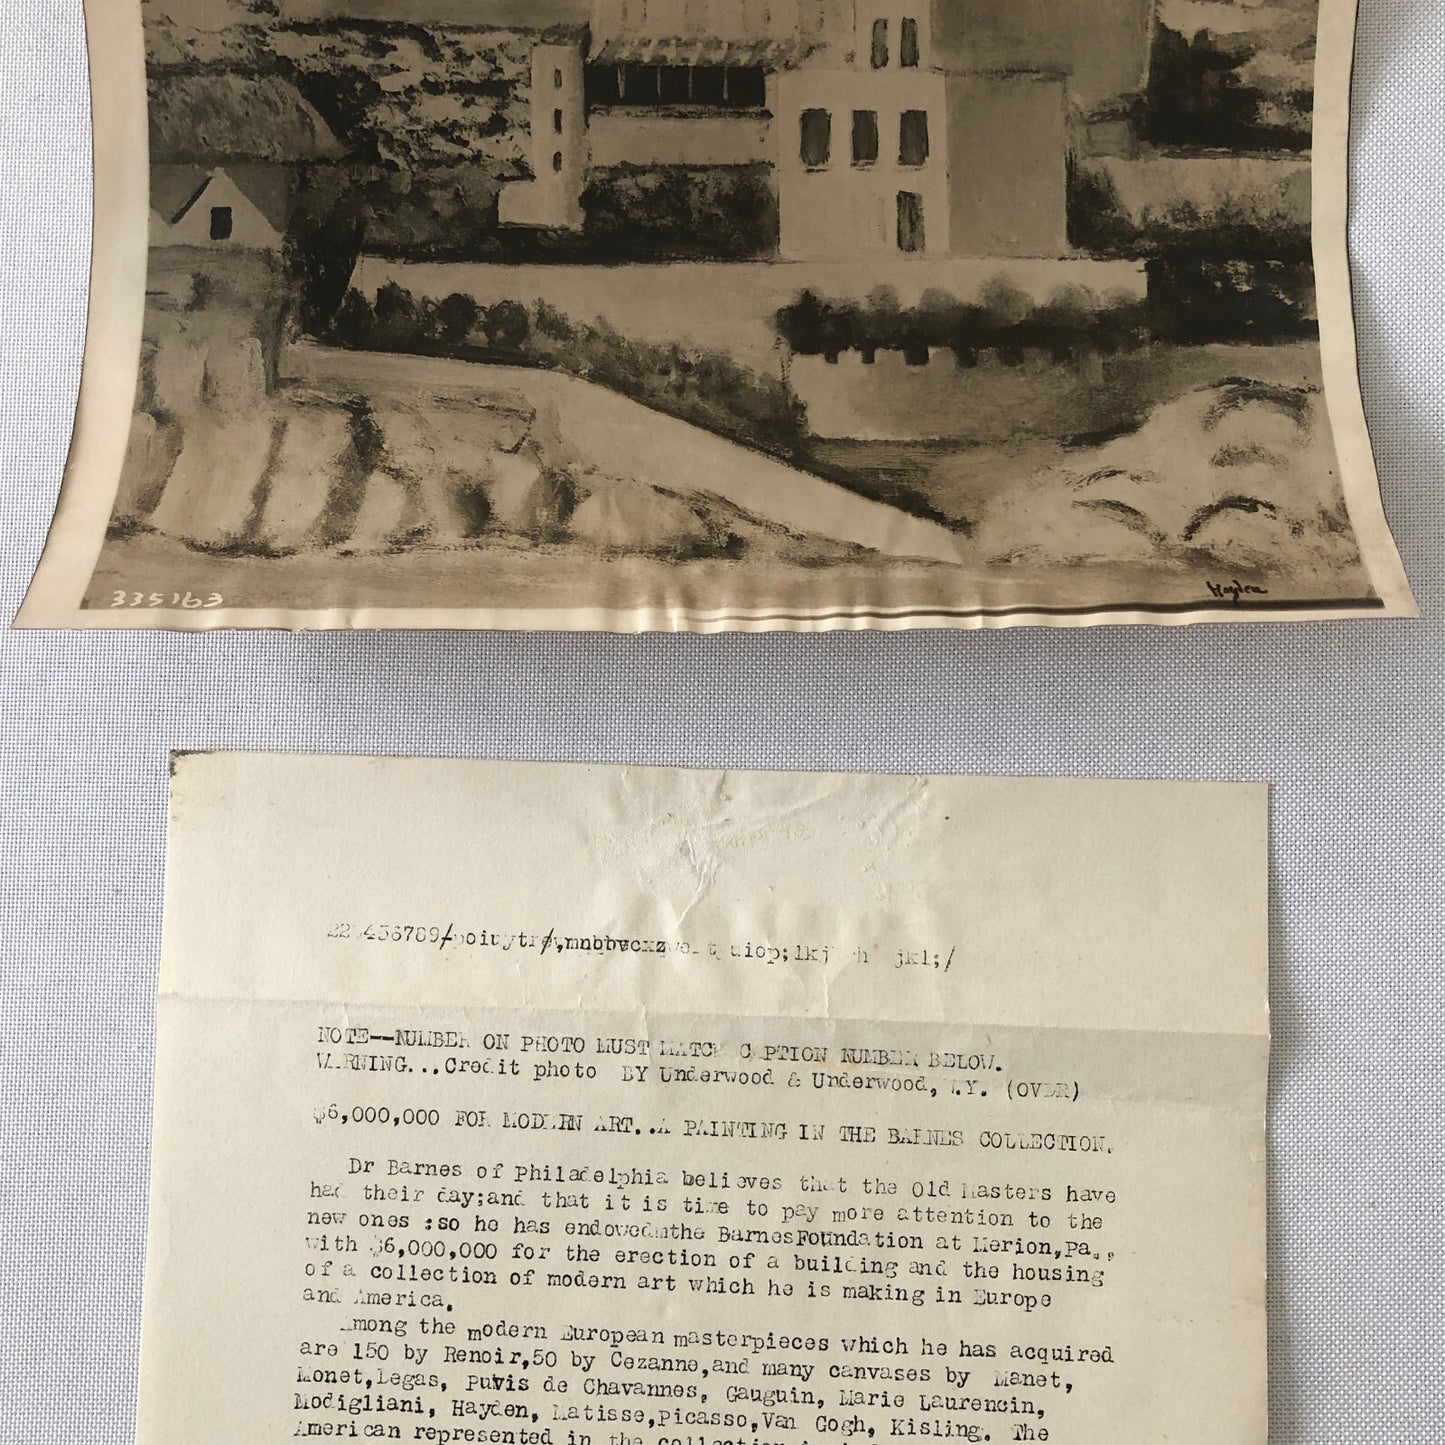 335163
Hayden
NOTE--NUMBER ON PHOTO MUST MATCH CAPTION NUMBER BELOW.
WARNING...Credit photo BY Underwood & Underwood, N.Y. (OVER)
$6,000,000 FOR MODERN ART..A PAINTING IN THE BARNES COLLECTION.
Dr Barnes of Philadelphia believes that the Old Masters have
had their day;and that it is time to pay more attention to the
new ones :so he has endowed the BarnesFoundation at Merion,Pa.,
with $6,000,000 for the erection of a building and the housing
of a collection of modern art which he is making in Europe
and America.
Among the modern European masterpieces which he has acquired
are 150 by Renoir,50 by Cezanne,and many canvases by Manet,
Monet,Degas, Puvis de Chavannes, Gauguin, Marie Laurencin,
Modigliani, Hayden, Matisse,Picasso,Van Gogh, Kisling. The
American represented in the collection